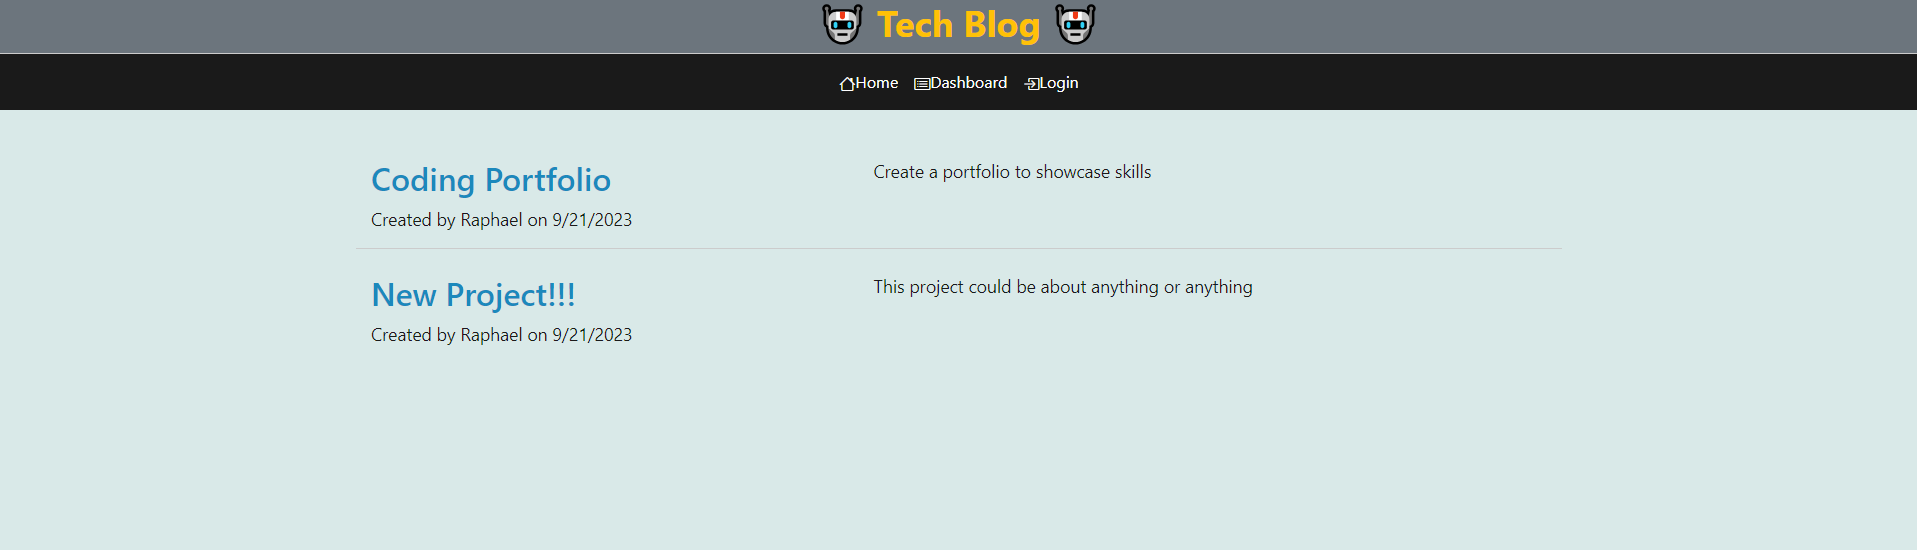 Tech Blog
Home Dashboard Login
Coding Portfolio
Create a portfolio to showcase skills
Created by Raphael on 9/21/2023
New Project!!!
This project could be about anything or anything
Created by Raphael on 9/21/2023